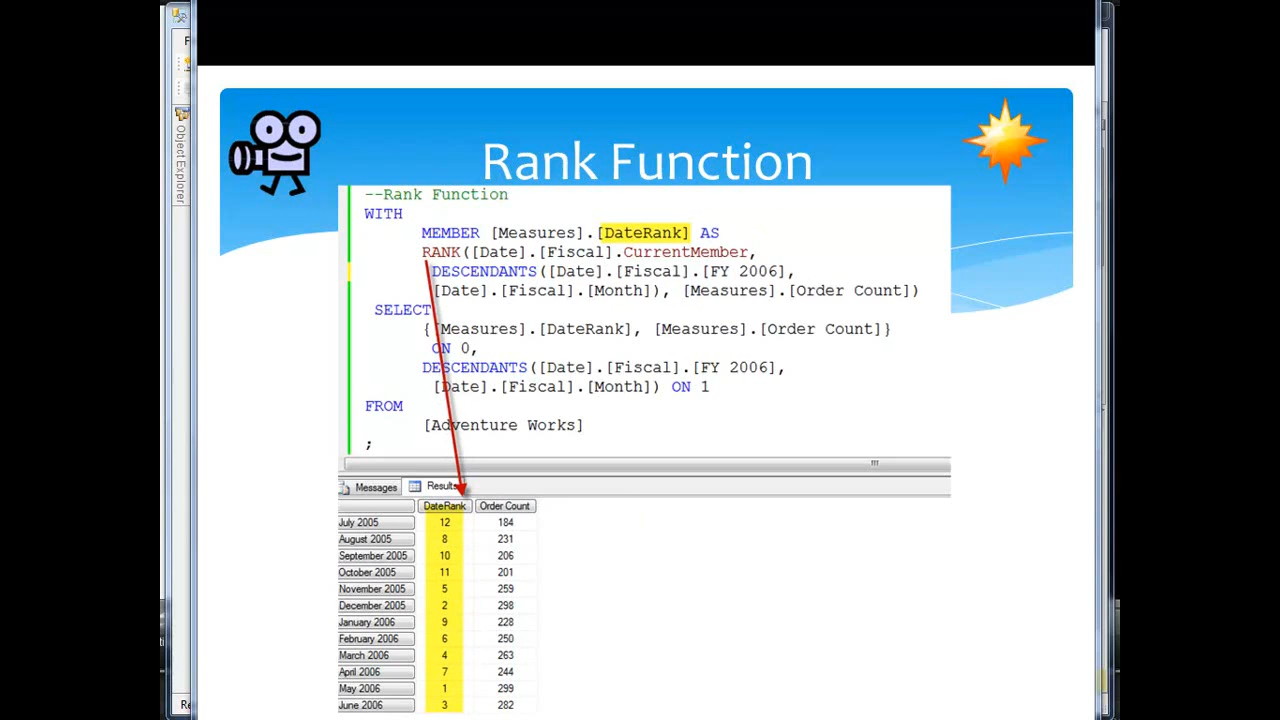 F
Object Explorer
Rank Function
--Rank Function
WITH
MEMBER [Measures].[DateRank] AS
RANK([Date].[Fiscal].CurrentMember,
DESCENDANTS([Date].[Fiscal].[FY 2006],
[Date].[Fiscal].[Month]), [Measures].[Order Count])
SELECT
{[Measures].[DateRank], [Measures].[Order Count]}
ON 0,
DESCENDANTS([Date].[Fiscal].[FY 2006],
[Date].[Fiscal].[Month]) ON 1
FROM
[Adventure Works]
;
Messages Results
DateRank Order Count
July 2005 12 184
August 2005 8 231
September 2005 10 206
October 2005 11 201
November 2005 5 259
December 2005 2 298
January 2006 9 228
February 2006 6 250
March 2006 4 263
April 2006 7 244
May 2006 1 299
June 2006 3 282
Re